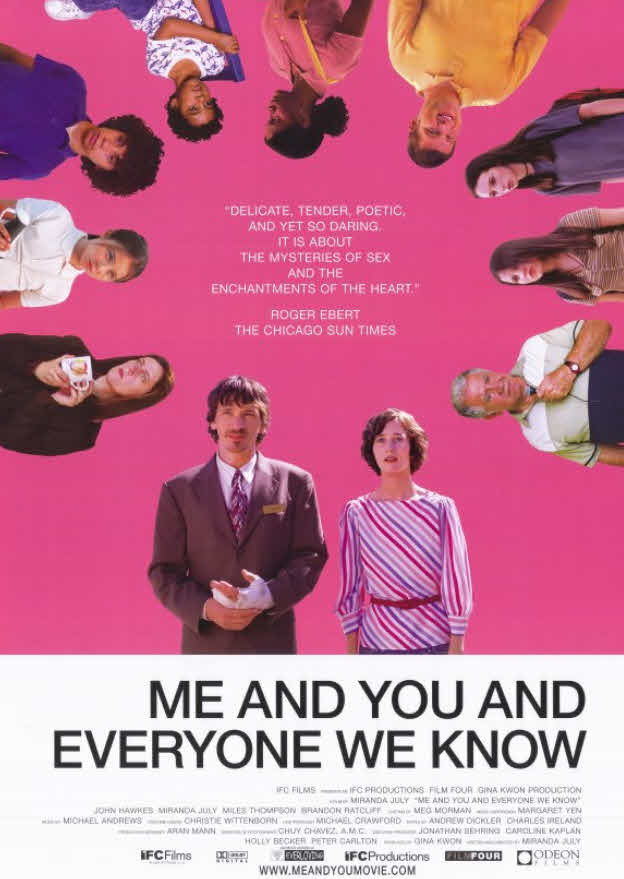 "DELICATE, TENDER, POETIC,
AND YET SO DARING.
IT IS ABOUT
THE MYSTERIES OF SEX
AND THE
ENCHANTMENTS OF THE HEART."
ROGER EBERT
THE CHICAGO SUN TIMES
ME AND YOU AND
EVERYONE WE KNOW
IFC FILMS IFC PRODUCTIONS FILM FOUR GINA KWON PRODUCTION
MIRANDA JULY "ME AND YOU AND EVERYONE WE KNOW"
JOHN HAWKES MIRANDA JULY MILES THOMPSON BRANDON RATCLIFF MEG MORMAN MARGARET YEN
MICHAEL ANDREWS CHRISTIE WITTENBORN MICHAEL CRAWFORD ANDREW DICKLER CHARLES IRELAND
ARAN MANN CHUY CHAVEZ, A.M.C. JONATHAN SEHRING CAROLINE KAPLAN
HOLLY BECKER PETER CARLTON GINA KWON MIRANDA JULY
IFC Films DOLBY DIGITAL EVERLOVING IFC Productions FILMFOUR ODEON
FILMS
WWW.MEANDYOUMOVIE.COM